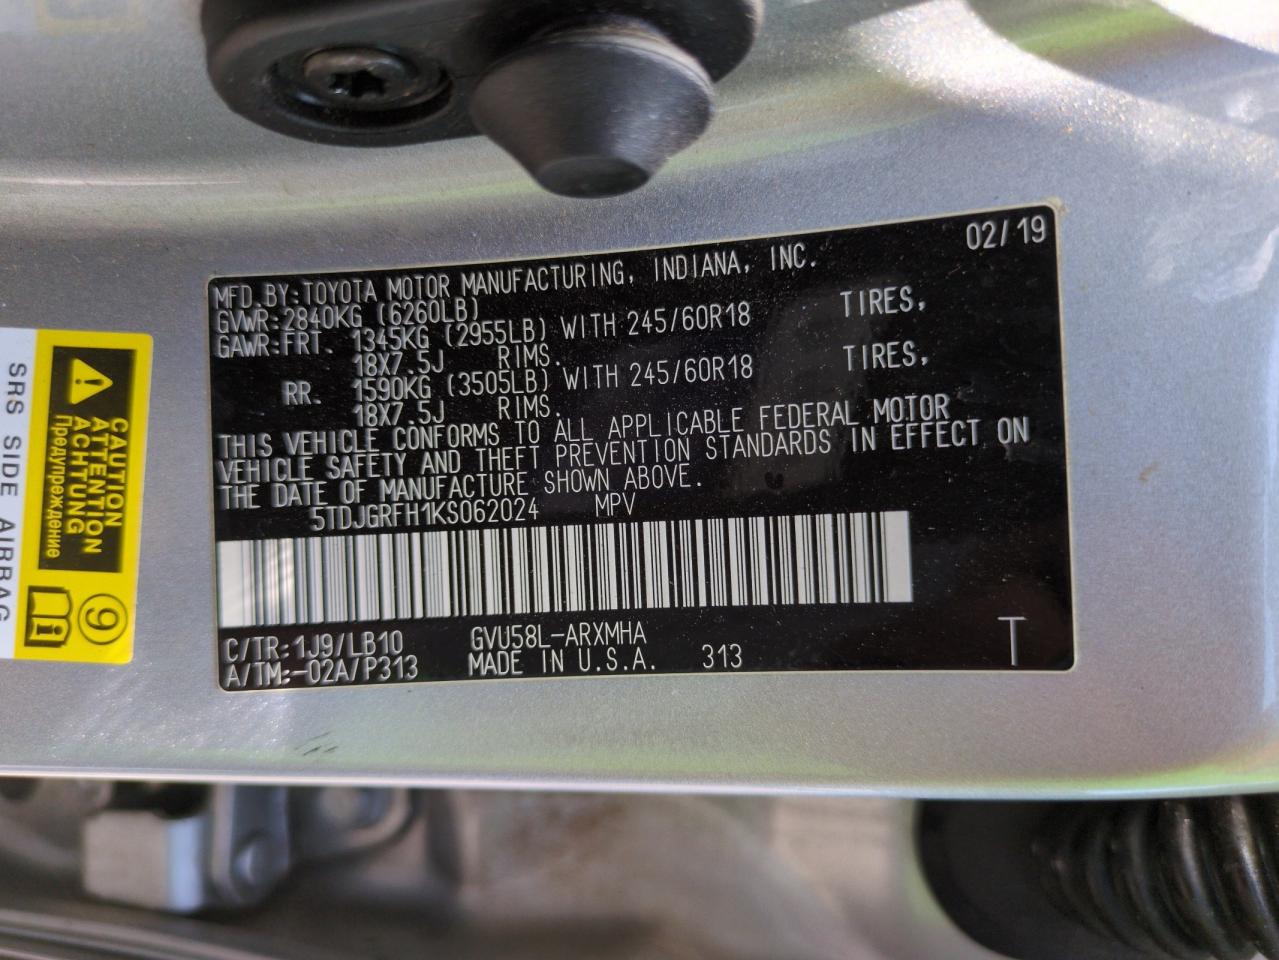 02/19
MFD.BY:TOYOTA MOTOR MANUFACTURING, INDIANA, INC.
GVWR:2840KG (6260LB)
GAWR:FRT. 1345KG (2955LB) WITH 245/60R18 TIRES,
18X7.5J RIMS.
RR. 1590KG (3505LB) WITH 245/60R18 TIRES,
18X7.5J RIMS.
THIS VEHICLE CONFORMS TO ALL APPLICABLE FEDERAL MOTOR
VEHICLE SAFETY AND THEFT PREVENTION STANDARDS IN EFFECT ON
THE DATE OF MANUFACTURE SHOWN ABOVE.
5TDJGRFH1KS062024 MPV
C/TR:1J9/LB10 GVU58L-ARXMHA
A/TM:-02A/P313 MADE IN U.S.A. 313 T
CAUTION
ATTENTION
ACHTUNG
Предупреждение
9
SRS SIDE AIRBAG